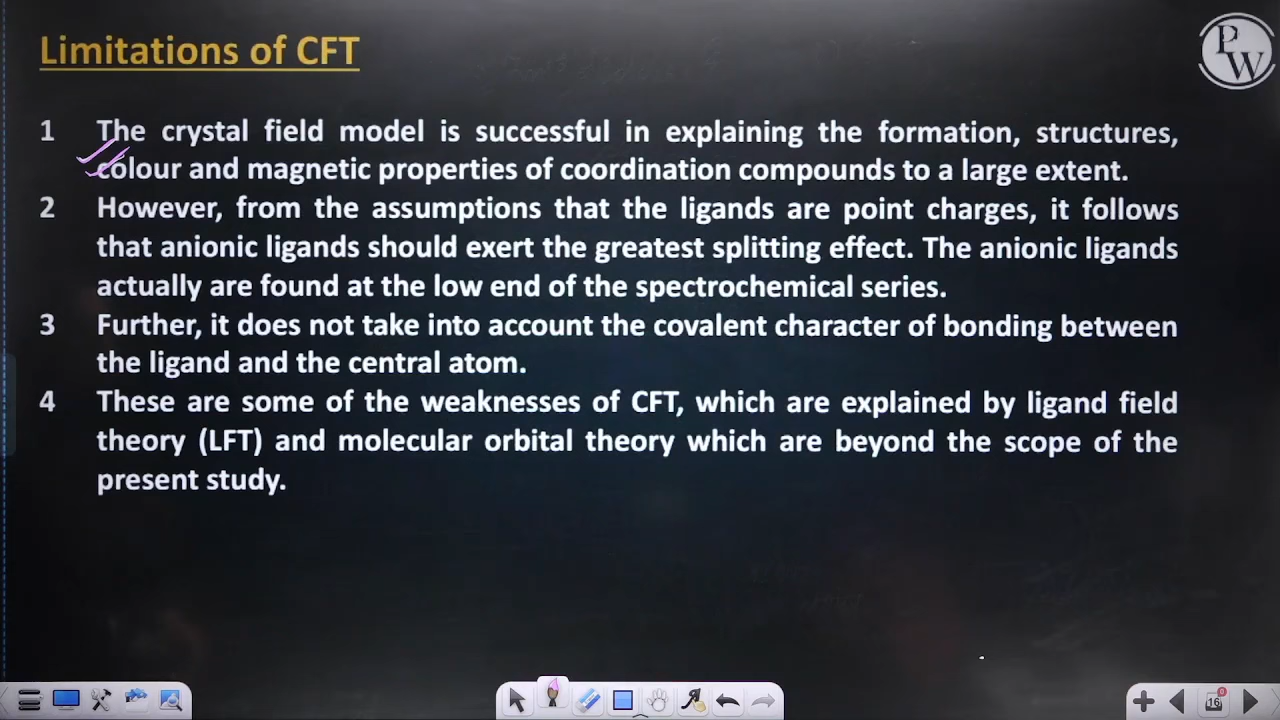 Limitations of CFT
PW
1 The crystal field model is successful in explaining the formation, structures,
colour and magnetic properties of coordination compounds to a large extent.
2 However, from the assumptions that the ligands are point charges, it follows
that anionic ligands should exert the greatest splitting effect. The anionic ligands
actually are found at the low end of the spectrochemical series.
3 Further, it does not take into account the covalent character of bonding between
the ligand and the central atom.
4 These are some of the weaknesses of CFT, which are explained by ligand field
theory (LFT) and molecular orbital theory which are beyond the scope of the
present study.
16